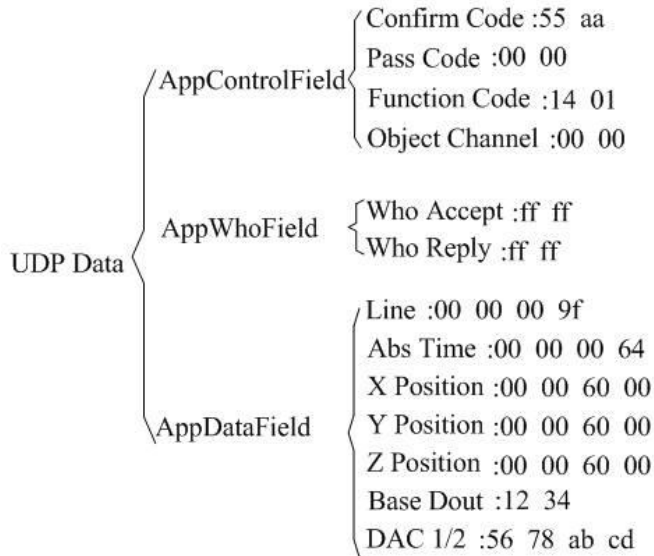 Confirm Code :55 aa
Pass Code :00 00
AppControlField
Function Code :14 01
Object Channel :00 00
Who Accept :ff ff
AppWhoField
Who Reply :ff ff
UDP Data
Line :00 00 00 9f
Abs Time :00 00 00 64
X Position :00 00 60 00
AppDataField
Y Position :00 00 60 00
Z Position :00 00 60 00
Base Dout :12 34
DAC 1/2 :56 78 ab cd